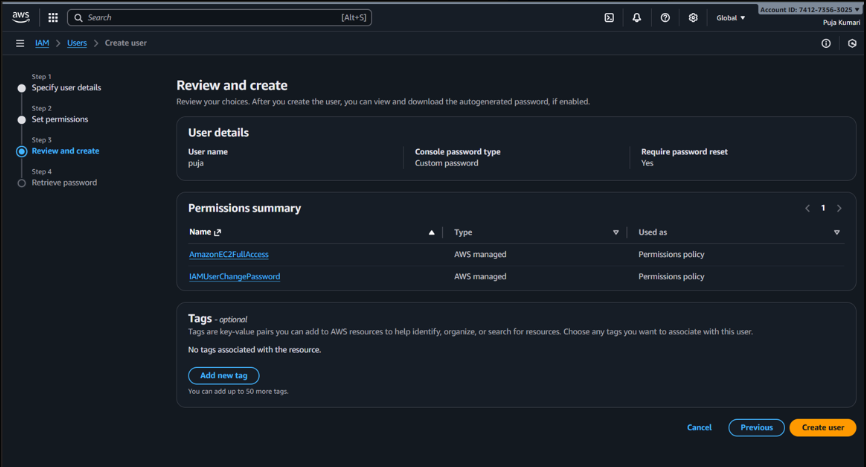 aws
Search [Alt+S]
Global ▼
Account ID: 7412-7356-3025 ▼
Puja Kumari
IAM > Users > Create user
Step 1
Specify user details
Step 2
Set permissions
Step 3
Review and create
Step 4
Retrieve password
Review and create
Review your choices. After you create the user, you can view and download the autogenerated password, if enabled.
User details
User name
puja
Console password type
Custom password
Require password reset
Yes
Permissions summary
< 1 >
Name Type Used as
AmazonEC2FullAccess AWS managed Permissions policy
IAMUserChangePassword AWS managed Permissions policy
Tags - optional
Tags are key-value pairs you can add to AWS resources to help identify, organize, or search for resources. Choose any tags you want to associate with this user.
No tags associated with the resource.
Add new tag
You can add up to 50 more tags.
Cancel Previous Create user